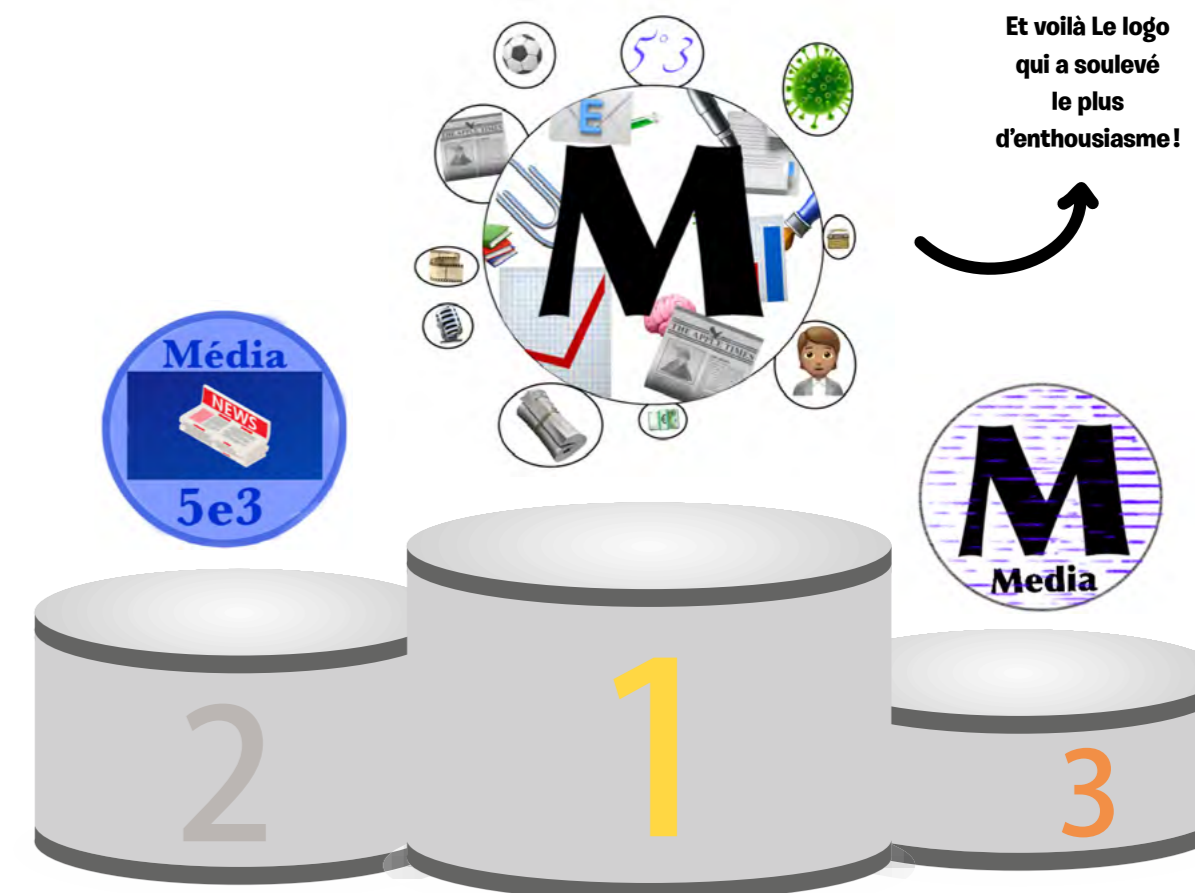 Et voilà Le logo
qui a soulevé
le plus
d'enthousiasme !
5°3
E
THE APPLE TIMES
M
THE APPLE TIMES
Média
NEWS
5e3
M
Media
1
2
3